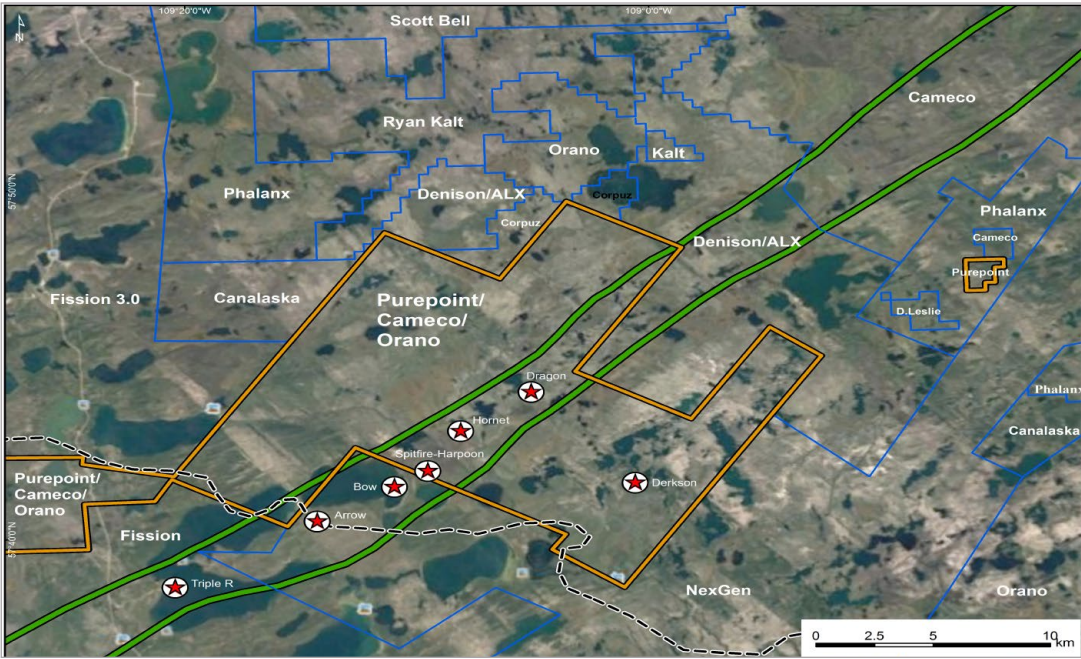 109°20'0"W
109°0'0"W
N
Scott Bell
Cameco
Ryan Kalt
Orano
Kalt
57°50'0"N
Phalanx
Denison/ALX
Corpuz
Corpuz
Phalanx
Cameco
Denison/ALX
Purepoint
Fission 3.0
Canalaska
Purepoint/
Cameco/
Orano
D.Leslie
Dragon
Phalanx
Hornet
Canalaska
Spitfire-Harpoon
Purepoint/
Cameco/
Orano
Bow
Derkson
Arrow
57°40'0"N
Fission
Triple R
NexGen
Orano
0 2.5 5 10
km